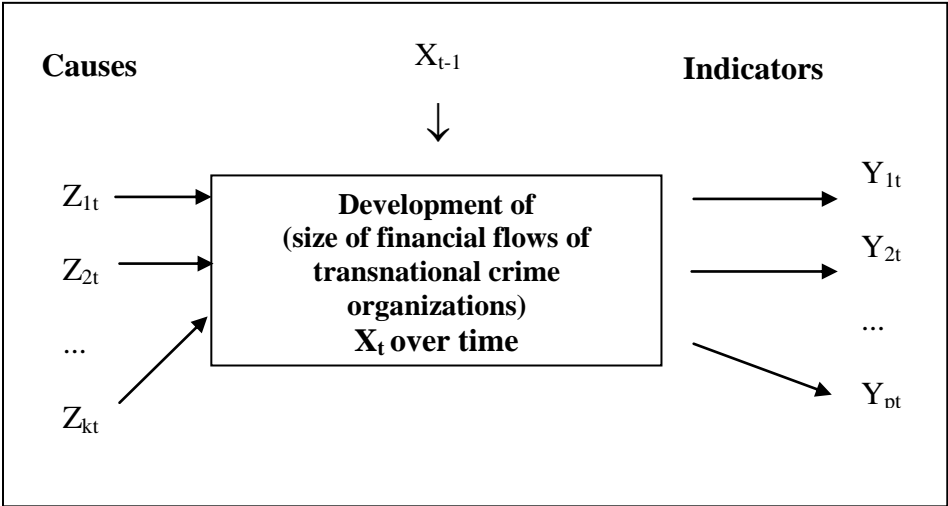 Causes
X_{t-1}
Indicators
Z_{1t}
Z_{2t}
...
Z_{kt}
Development of
(size of financial flows of
transnational crime
organizations)
X_t over time
Y_{1t}
Y_{2t}
...
Y_{pt}